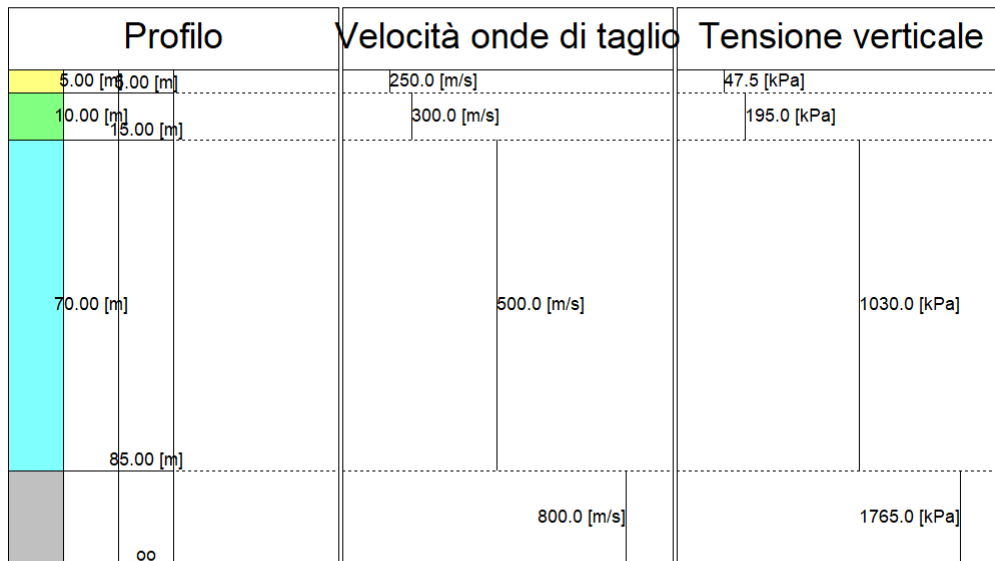 Profilo
Velocità onde di taglio
Tensione verticale
5.00 [m]
5.00 [m]
250.0 [m/s]
47.5 [kPa]
10.00 [m]
300.0 [m/s]
195.0 [kPa]
15.00 [m]
70.00 [m]
500.0 [m/s]
1030.0 [kPa]
85.00 [m]
800.0 [m/s]
1765.0 [kPa]
oo